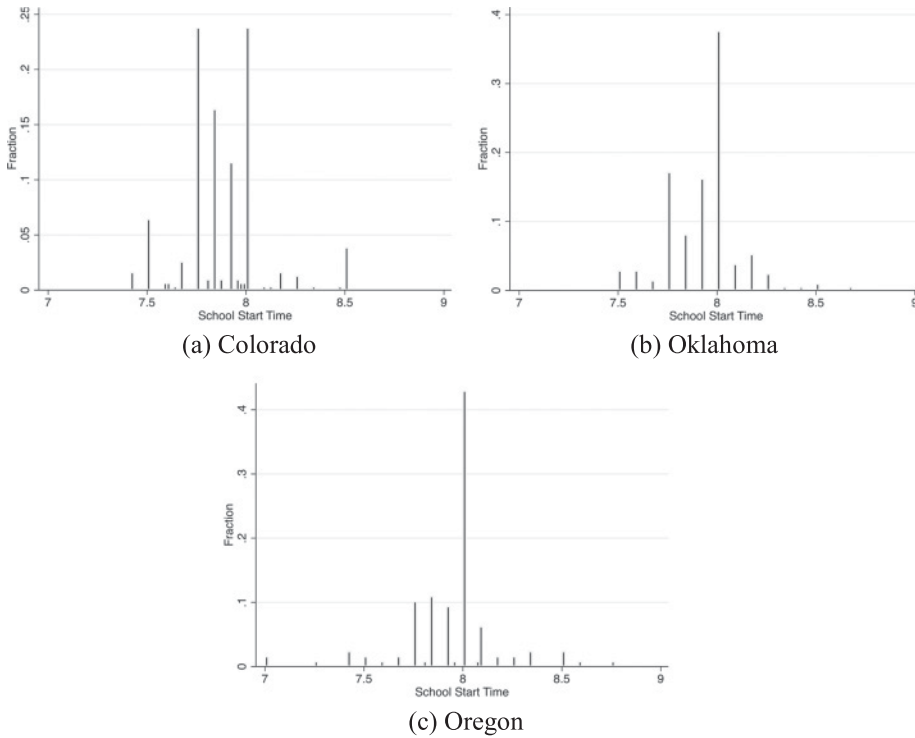 .25
.2
.15
.1
.05
0
Fraction
7 7.5 8 8.5 9
School Start Time
(a) Colorado
.4
.3
.2
.1
0
Fraction
7 7.5 8 8.5 9
School Start Time
(b) Oklahoma
.4
.3
.2
.1
0
Fraction
7 7.5 8 8.5 9
School Start Time
(c) Oregon